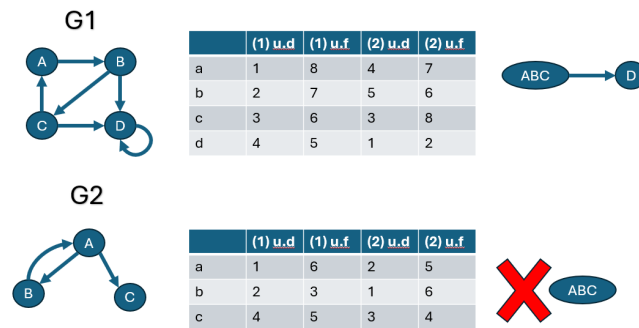 G1
A B
C D
(1) u.d (1) u.f (2) u.d (2) u.f
a 1 8 4 7
b 2 7 5 6
c 3 6 3 8
d 4 5 1 2
ABC D
G2
A
B C
(1) u.d (1) u.f (2) u.d (2) u.f
a 1 6 2 5
b 2 3 1 6
c 4 5 3 4
ABC